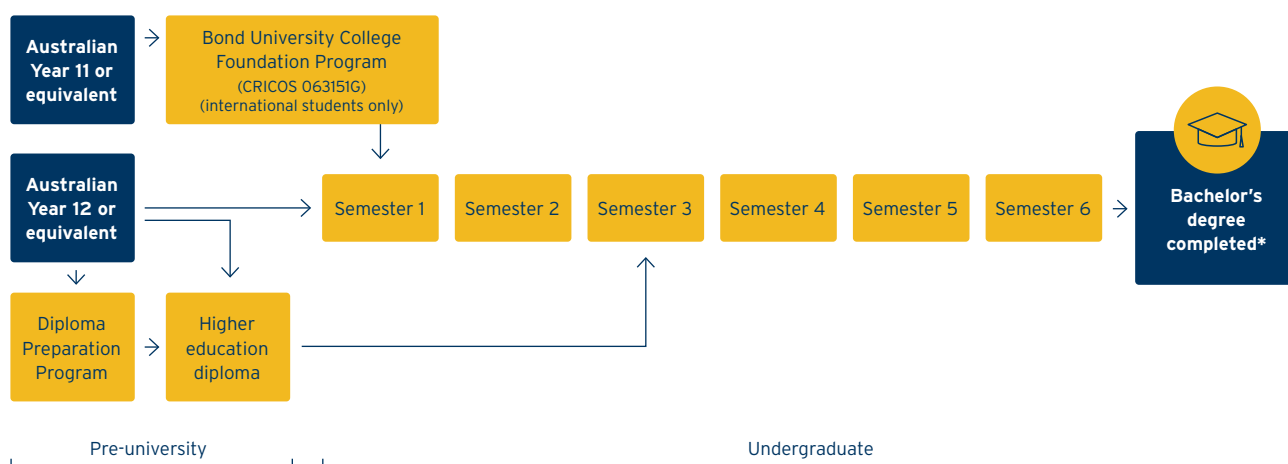 Australian
Year 11 or
equivalent
Bond University College
Foundation Program
(CRICOS 063151G)
(international students only)
Australian
Year 12 or
equivalent
Semester 1
Semester 2
Semester 3
Semester 4
Semester 5
Semester 6
Bachelor's
degree
completed*
Diploma
Preparation
Program
Higher
education
diploma
Pre-university
Undergraduate